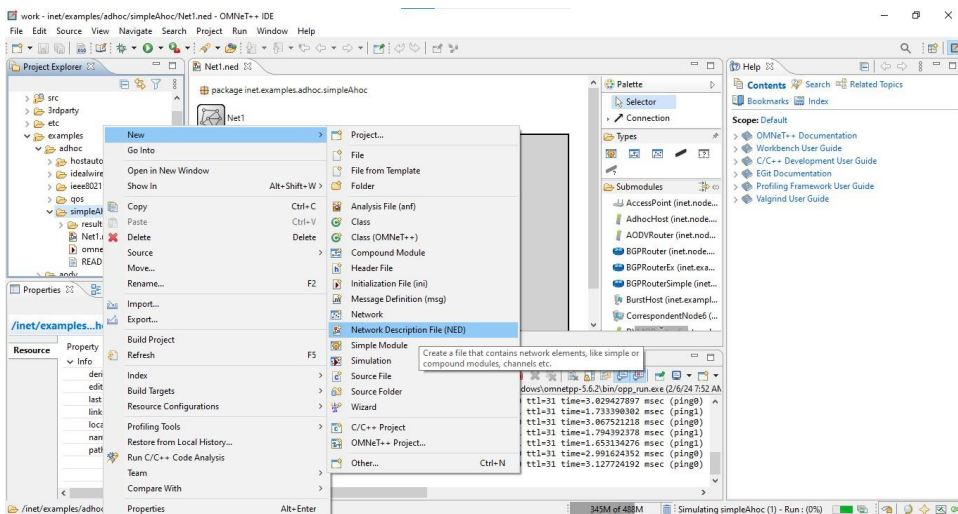 work - inet/examples/adhoc/simpleAhoc/Net1.ned - OMNeT++ IDE
File Edit Source View Navigate Search Project Run Window Help
Project Explorer
src
3rdparty
etc
examples
adhoc
hostauto
idealwire
ieee8021
qos
simpleAh
result
Net1.
omne
READ
Properties
/inet/examples...h
Resource
Property
Info
deri
edit
last
link
loca
nam
path
New
Go Into
Open in New Window
Show In Alt+Shift+W >
Copy Ctrl+C
Paste Ctrl+V
Delete Delete
Source
Move...
Rename... F2
Import...
Export...
Build Project
Refresh F5
Index
Build Targets
Resource Configurations
Profiling Tools
Restore from Local History...
Run C/C++ Code Analysis
Team
Compare With
Properties Alt+Enter
Project...
File
File from Template
Folder
Analysis File (anf)
Class
Class (OMNeT++)
Compound Module
Header File
Initialization File (ini)
Message Definition (msg)
Network
Network Description File (NED)
Simple Module
Simulation
Source File
Source Folder
Wizard
C/C++ Project
OMNeT++ Project...
Other... Ctrl+N
Create a file that contains network elements, like simple or
compound modules, channels etc.
Net1.ned
package inet.examples.adhoc.simpleAhoc
Net1
Palette
Selector
Connection
Types
Submodules
AccessPoint (inet.node....
AdhocHost (inet.node....
AODVRouter (inet.nod...
BGPRouter (inet.node....
BGPRouterEx (inet.exa...
BGPRouterSimple (inet...
BurstHost (inet.exampl...
CorrespondentNode6 (...
dows\omnetpp-5.6.2\bin/opp_run.exe (2/6/24 7:52 AM
ttl=31 time=3.029427897 msec (ping0)
ttl=31 time=1.733390302 msec (ping1)
ttl=31 time=3.067521218 msec (ping0)
ttl=31 time=1.794392378 msec (ping1)
ttl=31 time=1.653134276 msec (ping1)
ttl=31 time=2.991624352 msec (ping0)
ttl=31 time=3.127724192 msec (ping0)
Help
Contents Search Related Topics
Bookmarks Index
Scope: Default
OMNeT++ Documentation
Workbench User Guide
C/C++ Development User Guide
EGit Documentation
Profiling Framework User Guide
Valgrind User Guide
/inet/examples/adhoc
345M of 488M
Simulating simpleAhoc (1) - Run : (0%)